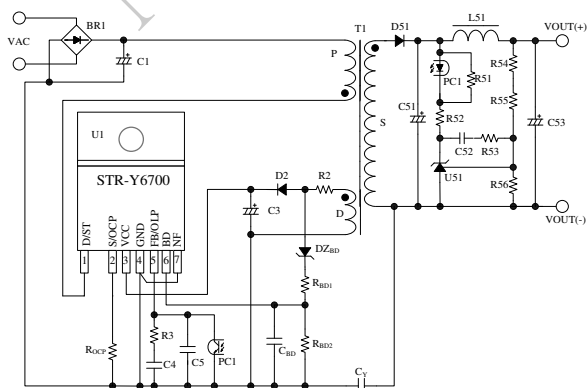 BR1
VAC
C1
T1
P
S
D
D51
L51
VOUT(+)
PC1
R51
R54
R55
C51
R52
C53
C52
R53
U51
R56
VOUT(-)
U1
STR-Y6700
D/ST
S/OCP
VCC
GND
FB/OLP
BD
NF
1
2
3
4
5
6
7
D2
R2
C3
DZBD
RBD1
ROCP
R3
C4
C5
PC1
CBD
RBD2
CY